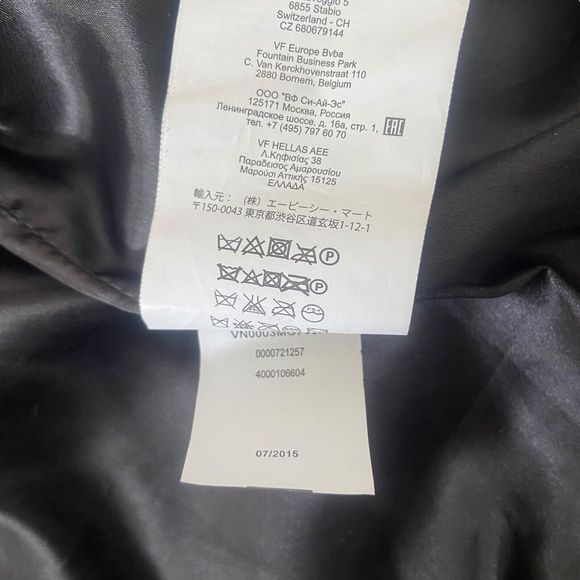 6855 Stabio
Switzerland - CH
CZ 680679144
VF Europe Bvba
Fountain Business Park
C. Van Kerckhovenstraat 110
2880 Bornem, Belgium
ООО "ВФ Си-Ай-Эс"
125171 Москва, Россия
Ленинградское шоссе, д. 16а, стр. 1, EAC
тел. +7 (495) 797 60 70
VF HELLAS AEE
Λ.Κηφισίας 38
Παραδεισος Αμαρουσίου
Μαρούσι Αττικής 15125
ΕΛΛΑΔΑ
輸入元： （株）エービーシー・マート
〒150-0043 東京都渋谷区道玄坂1-12-1
P
P
0000721257
4000106604
07/2015